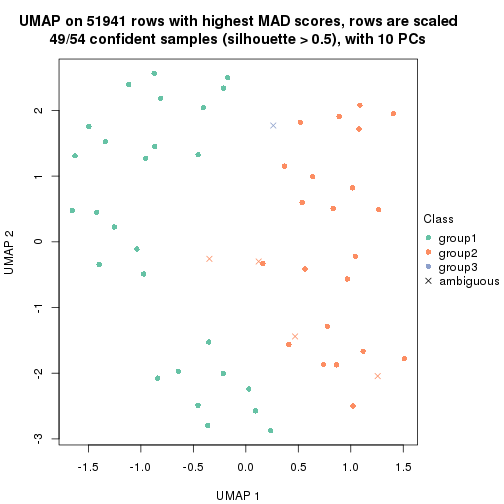 UMAP on 51941 rows with highest MAD scores, rows are scaled
49/54 confident samples (silhouette > 0.5), with 10 PCs
2
1
0
-1
-2
-3
UMAP 2
-1.5
-1.0
-0.5
0.0
0.5
1.0
1.5
UMAP 1
Class
group1
group2
group3
ambiguous